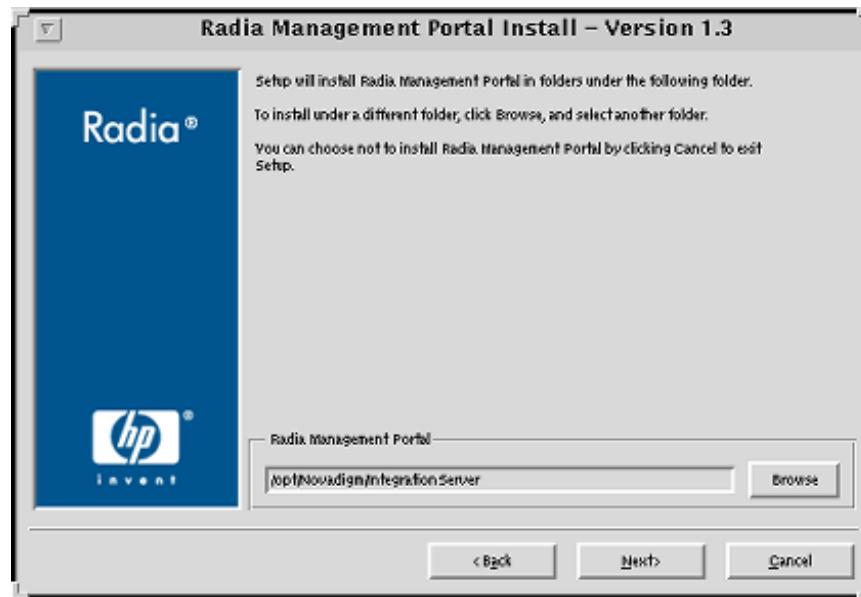 Radia Management Portal Install – Version 1.3
Radia®
Setup will install Radia Management Portal in folders under the following folder.
To install under a different folder, click Browse, and select another folder.
You can choose not to install Radia Management Portal by clicking Cancel to exit
Setup.
hp®
invent
Radia Management Portal
/opt/Novadigm/IntegrationServer
Browse
< Back
Next>
Cancel